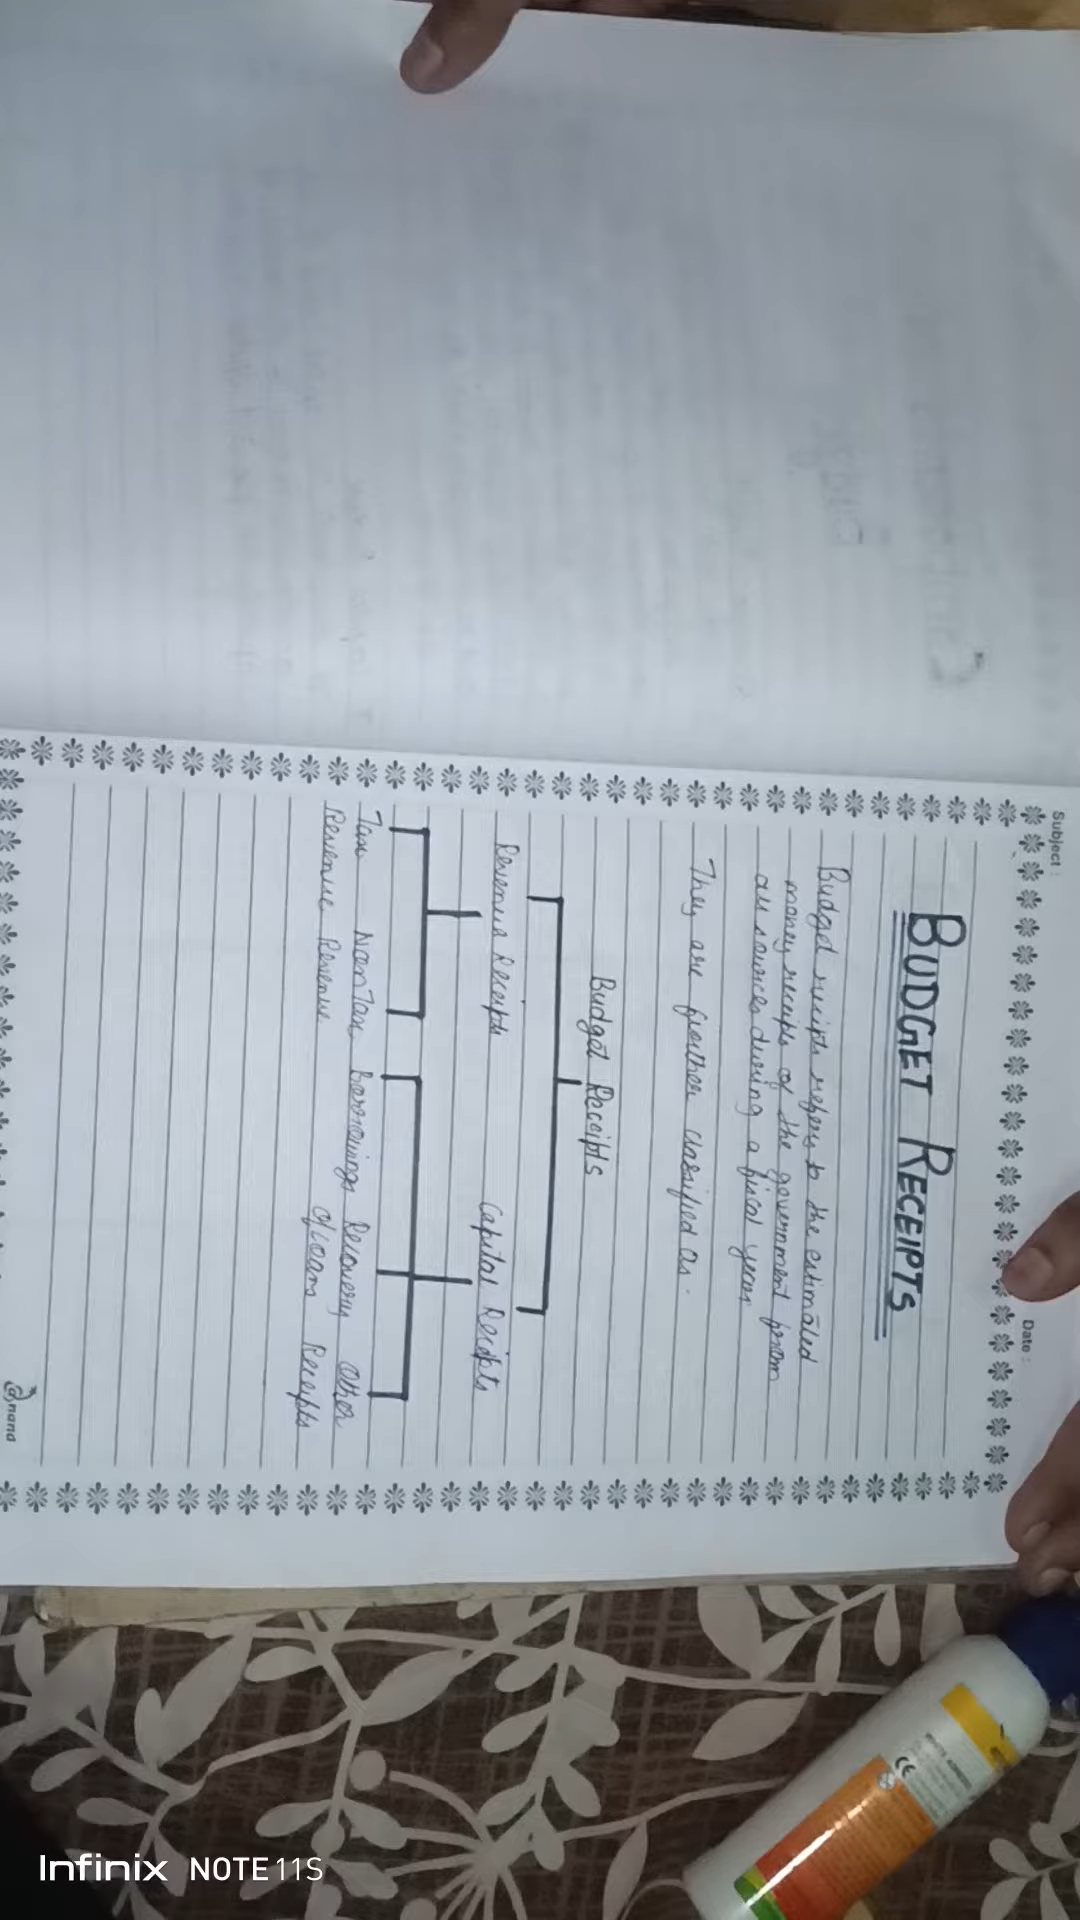 Subject :
Date :
BUDGET RECEIPTS
Budget receipts refers to the estimated
money receipts of the government from
all sources during a fiscal year.
They are further classified as.
Budget Receipts
Revenue Receipts Capital Receipts
Tax Non Tax Borrowings Recovery Other
Revenue Revenue of Loans Receipts
Anand
Infinix NOTE 11S